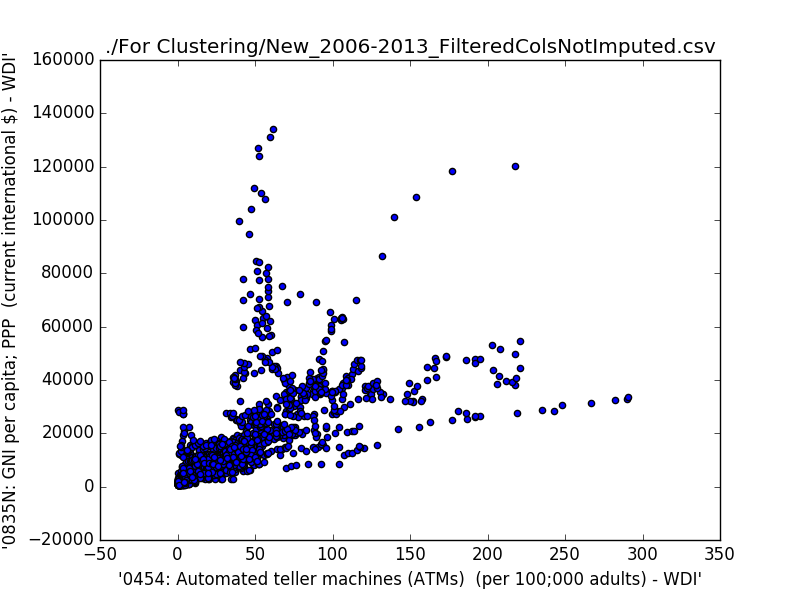 ./For Clustering/New_2006-2013_FilteredColsNotImputed.csv
'0835N: GNI per capita; PPP  (current international $) - WDI'
160000
140000
120000
100000
80000
60000
40000
20000
0
−20000
−50 0 50 100 150 200 250 300 350
'0454: Automated teller machines (ATMs)  (per 100;000 adults) - WDI'